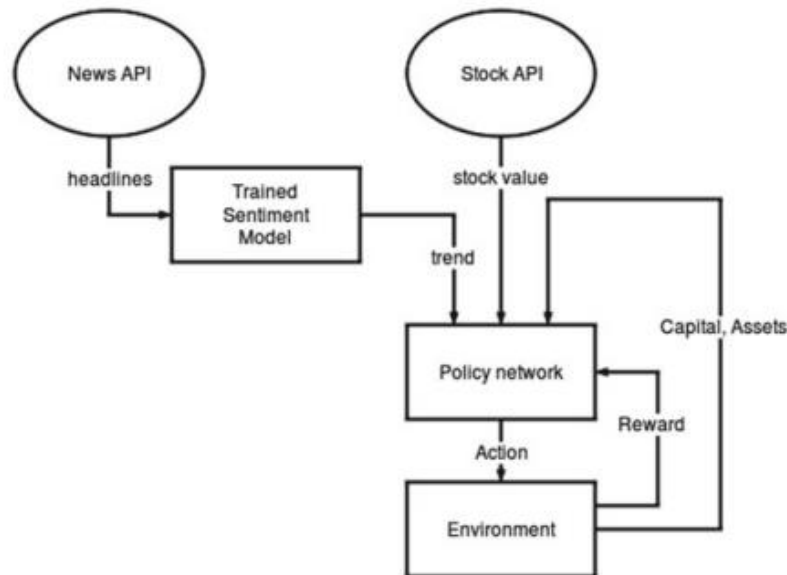 News API
Stock API
headlines
stock value
Trained
Sentiment
Model
trend
Capital, Assets
Policy network
Reward
Action
Environment